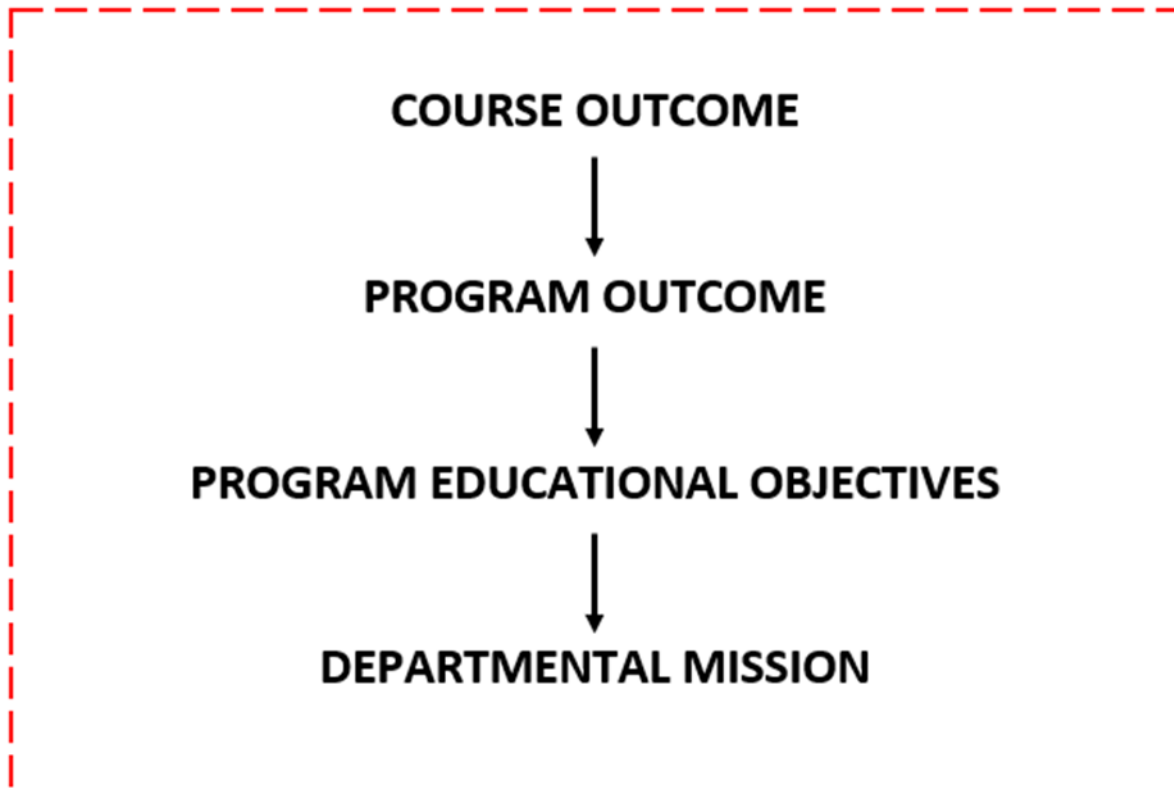 COURSE OUTCOME
PROGRAM OUTCOME
PROGRAM EDUCATIONAL OBJECTIVES
DEPARTMENTAL MISSION